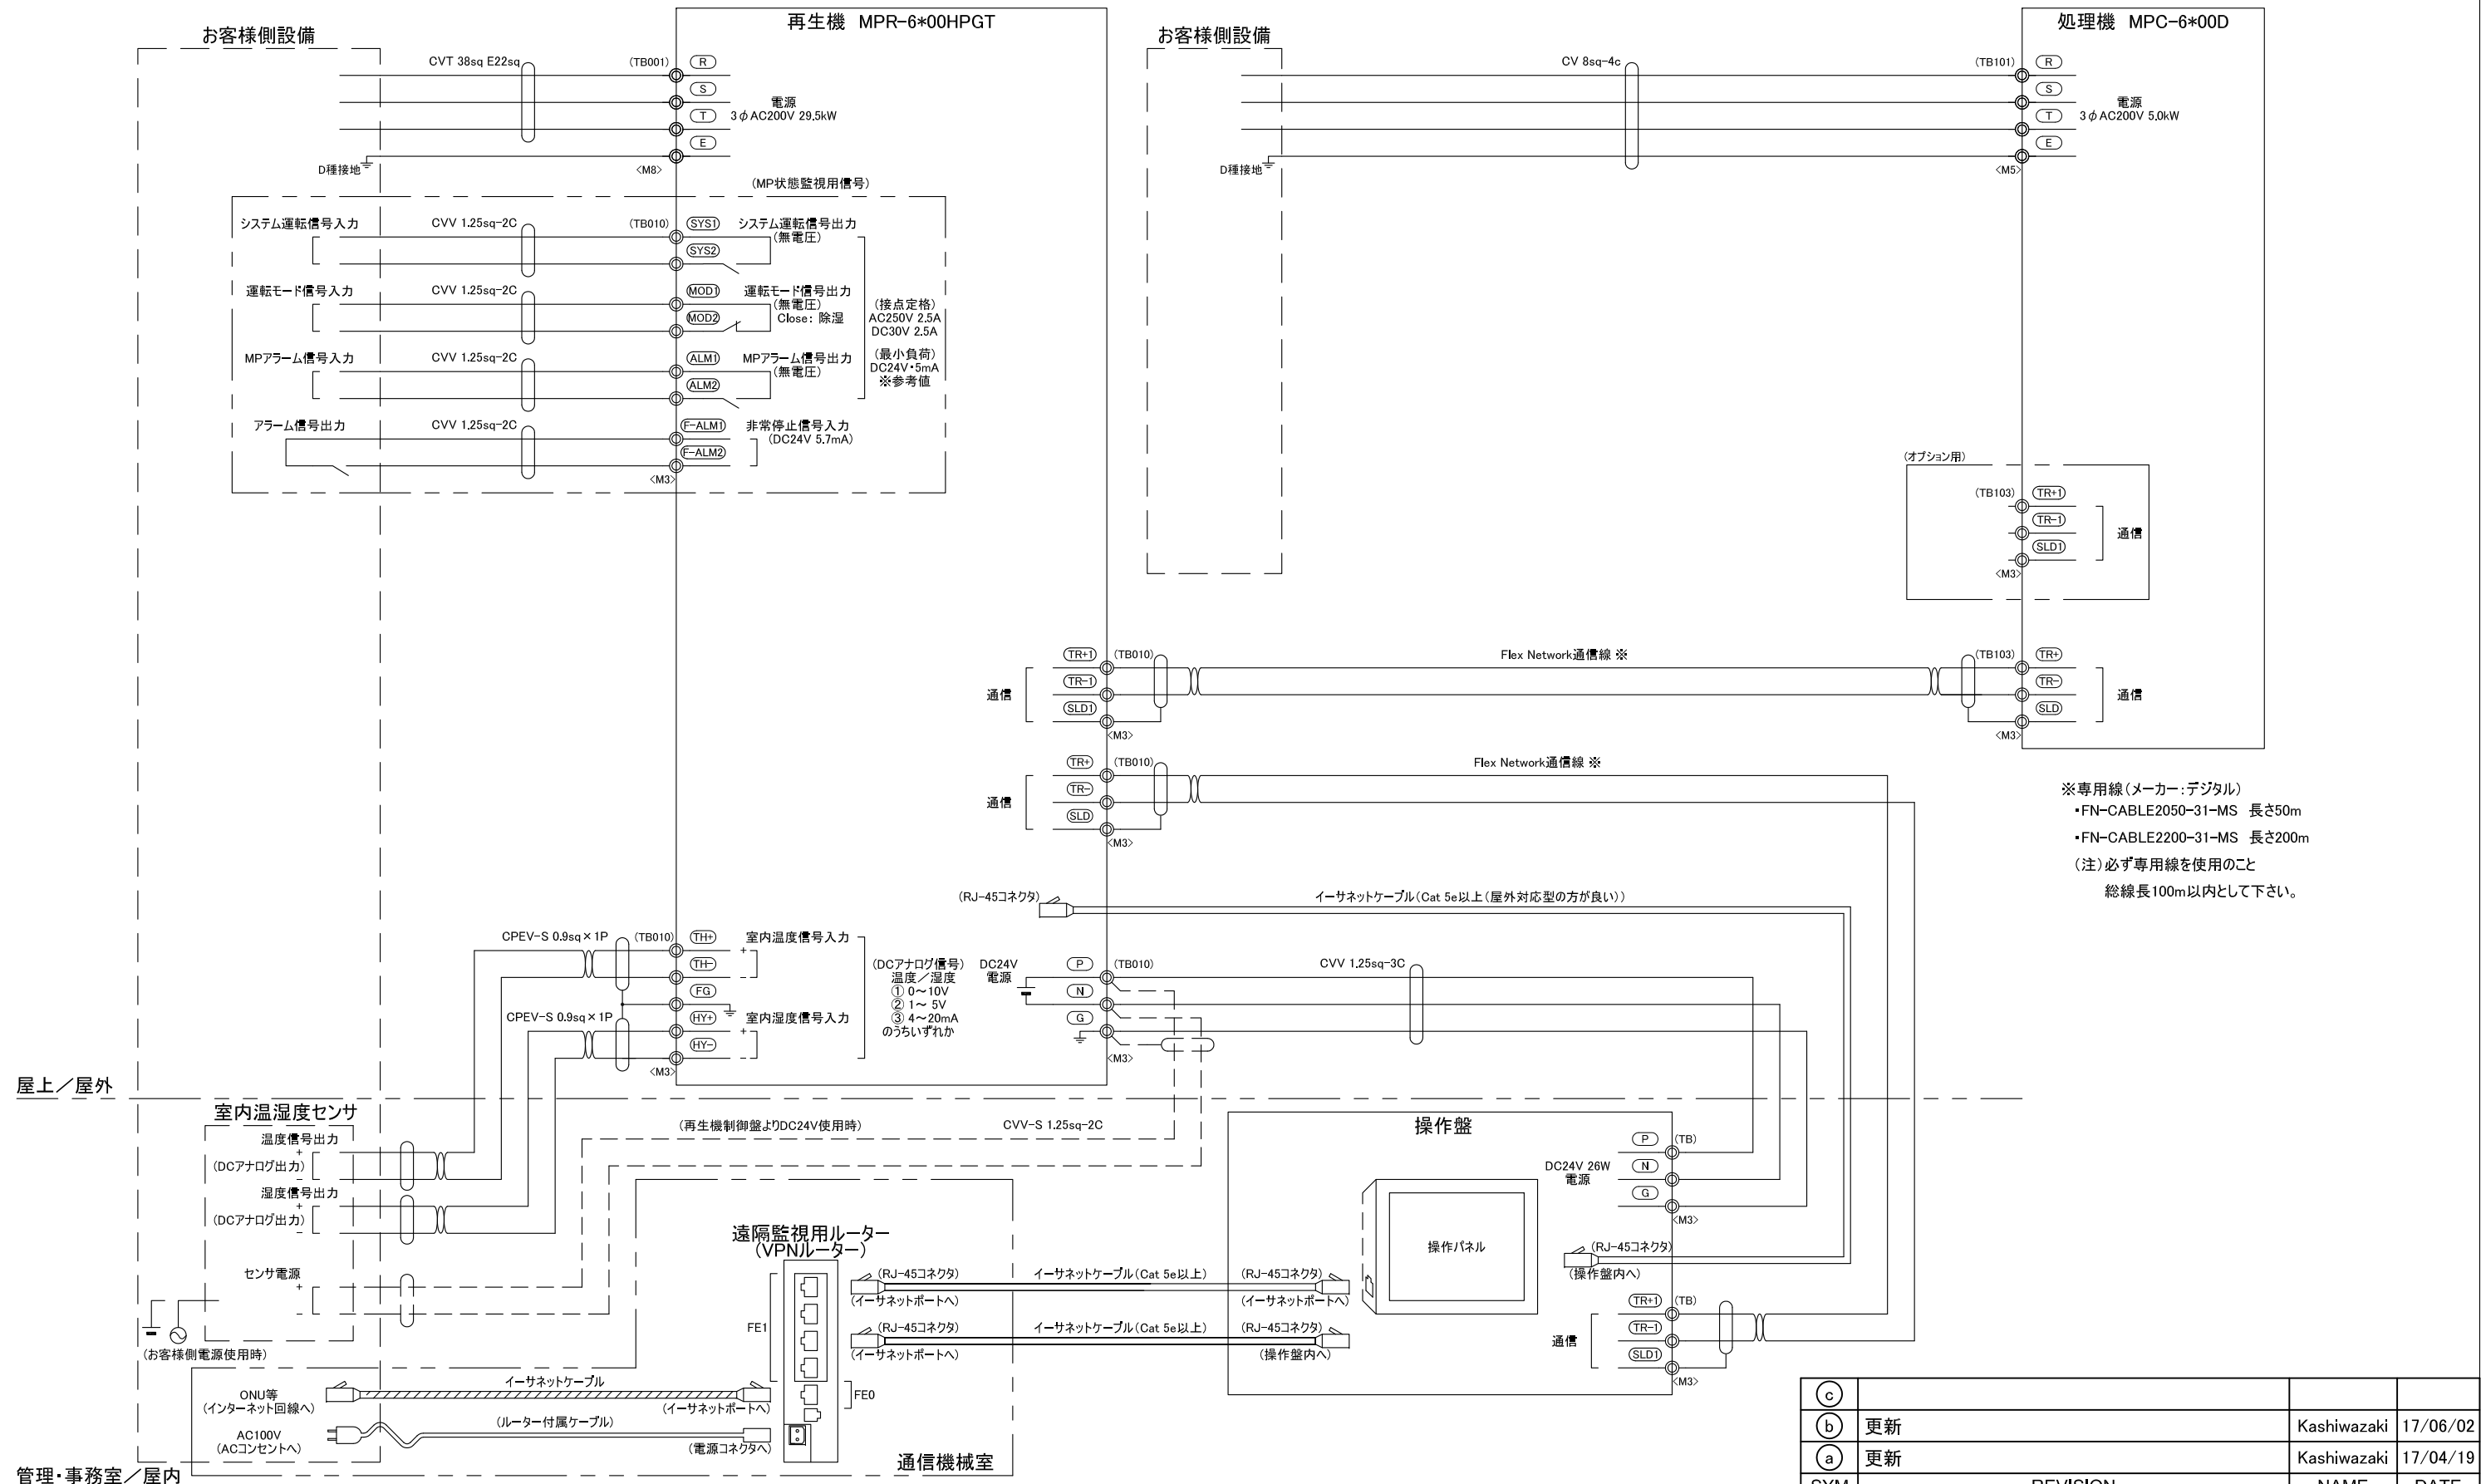 再生機 MPR-6*00HPGT
処理機 MPC-6*00D
お客様側設備
CVT 38sq E22sq
(TB001)
R
S
T
E
電源
3φAC200V 29.5kW
D種接地
<M8>
お客様側設備
CV 8sq-4c
(TB101)
R
S
T
E
電源
3φAC200V 5.0kW
D種接地
<M5>
(MP状態監視用信号)
システム運転信号入力
CVV 1.25sq-2C
(TB010)
SYS1
SYS2
システム運転信号出力
(無電圧)
運転モード信号入力
CVV 1.25sq-2C
MOD1
MOD2
運転モード信号出力
(無電圧)
Close: 除湿
MPアラーム信号入力
CVV 1.25sq-2C
ALM1
ALM2
MPアラーム信号出力
(無電圧)
(接点定格)
AC250V 2.5A
DC30V 2.5A
(最小負荷)
DC24V・5mA
※参考値
アラーム信号出力
CVV 1.25sq-2C
F-ALM1
F-ALM2
非常停止信号入力
(DC24V 5.7mA)
<M3>
(オプション用)
(TB103)
TR+1
TR-1
SLD1
通信
<M3>
通信
TR+1
TR-1
SLD1
(TB010)
<M3>
Flex Network通信線 ※
(TB103)
TR+
TR-
SLD
通信
<M3>
通信
TR+
TR-
SLD
(TB010)
<M3>
Flex Network通信線 ※
※専用線(メーカー:デジタル)
・FN-CABLE2050-31-MS 長さ50m
・FN-CABLE2200-31-MS 長さ200m
(注)必ず専用線を使用のこと
総線長100m以内として下さい。
(RJ-45コネクタ)
イーサネットケーブル(Cat 5e以上(屋外対応型の方が良い))
CPEV-S 0.9sq×1P
(TB010)
TH+
TH-
FG
HY+
HY-
CPEV-S 0.9sq×1P
<M3>
室内温度信号入力
+
-
室内湿度信号入力
+
-
(DCアナログ信号)
温度/湿度
① 0~10V
② 1~ 5V
③ 4~20mA
のうちいずれか
DC24V
電源
P
N
G
(TB010)
<M3>
CVV 1.25sq-3C
屋上/屋外
室内温湿度センサ
温度信号出力
+
(DCアナログ出力)
-
湿度信号出力
+
(DCアナログ出力)
-
センサ電源
+
-
(お客様側電源使用時)
(再生機制御盤よりDC24V使用時)
CVV-S 1.25sq-2C
操作盤
P
N
G
(TB)
DC24V 26W
電源
<M3>
操作パネル
(RJ-45コネクタ)
(操作盤内へ)
TR+1
TR-1
SLD1
(TB)
通信
<M3>
遠隔監視用ルーター
(VPNルーター)
FE1
FE0
(RJ-45コネクタ)
(イーサネットポートへ)
イーサネットケーブル(Cat 5e以上)
(RJ-45コネクタ)
(イーサネットポートへ)
(RJ-45コネクタ)
(イーサネットポートへ)
イーサネットケーブル(Cat 5e以上)
(RJ-45コネクタ)
(操作盤内へ)
ONU等
(インターネット回線へ)
イーサネットケーブル
(イーサネットポートへ)
AC100V
(ACコンセントへ)
(ルーター付属ケーブル)
(電源コネクタへ)
通信機械室
管理・事務室/屋内
c
b 更新 Kashiwazaki 17/06/02
a 更新 Kashiwazaki 17/04/19
SYM REVISION NAME DATE